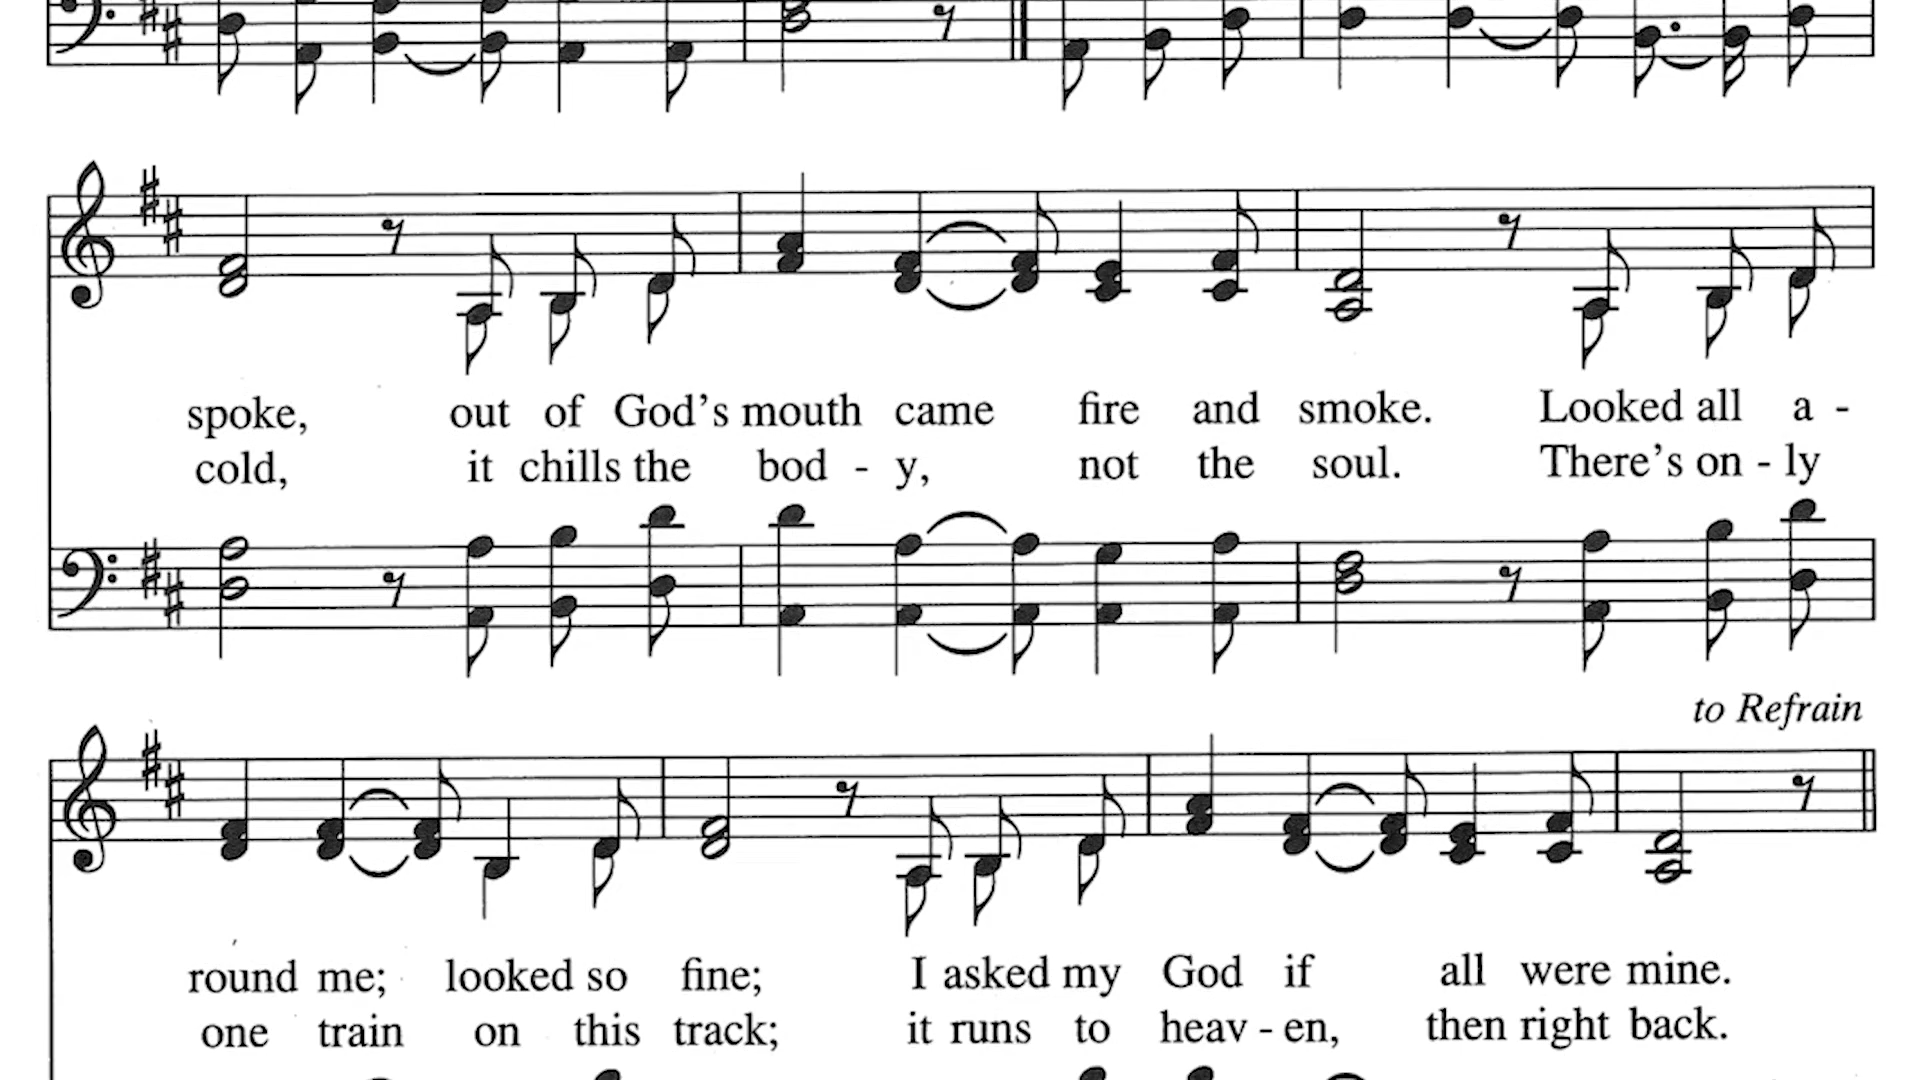 spoke, out of God's mouth came fire and smoke. Looked all a -
cold, it chills the bod - y, not the soul. There's on - ly
to Refrain
round me; looked so fine; I asked my God if all were mine.
one train on this track; it runs to heav - en, then right back.